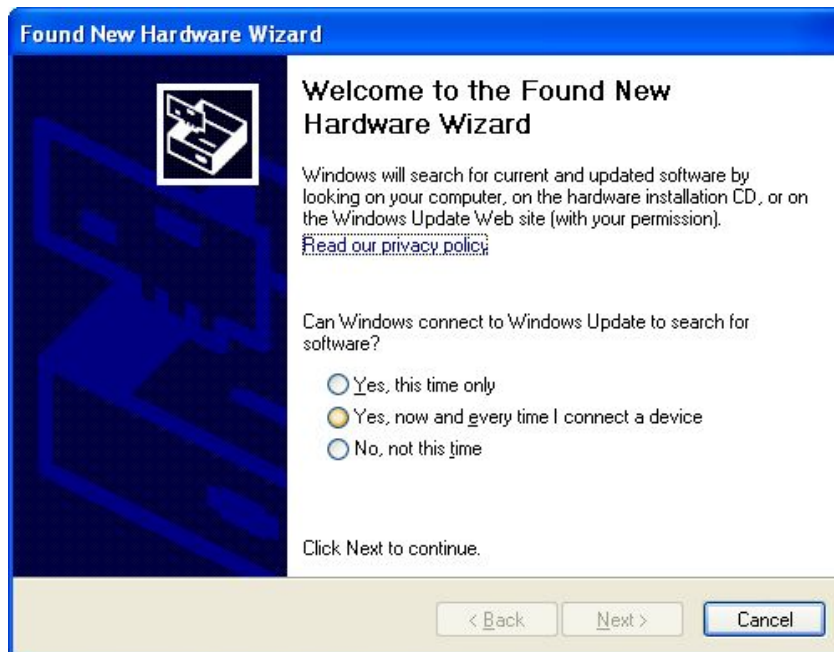 Found New Hardware Wizard
Welcome to the Found New
Hardware Wizard
Windows will search for current and updated software by
looking on your computer, on the hardware installation CD, or on
the Windows Update Web site (with your permission).
Read our privacy policy
Can Windows connect to Windows Update to search for
software?
Yes, this time only
Yes, now and every time I connect a device
No, not this time
Click Next to continue.
< Back
Next >
Cancel